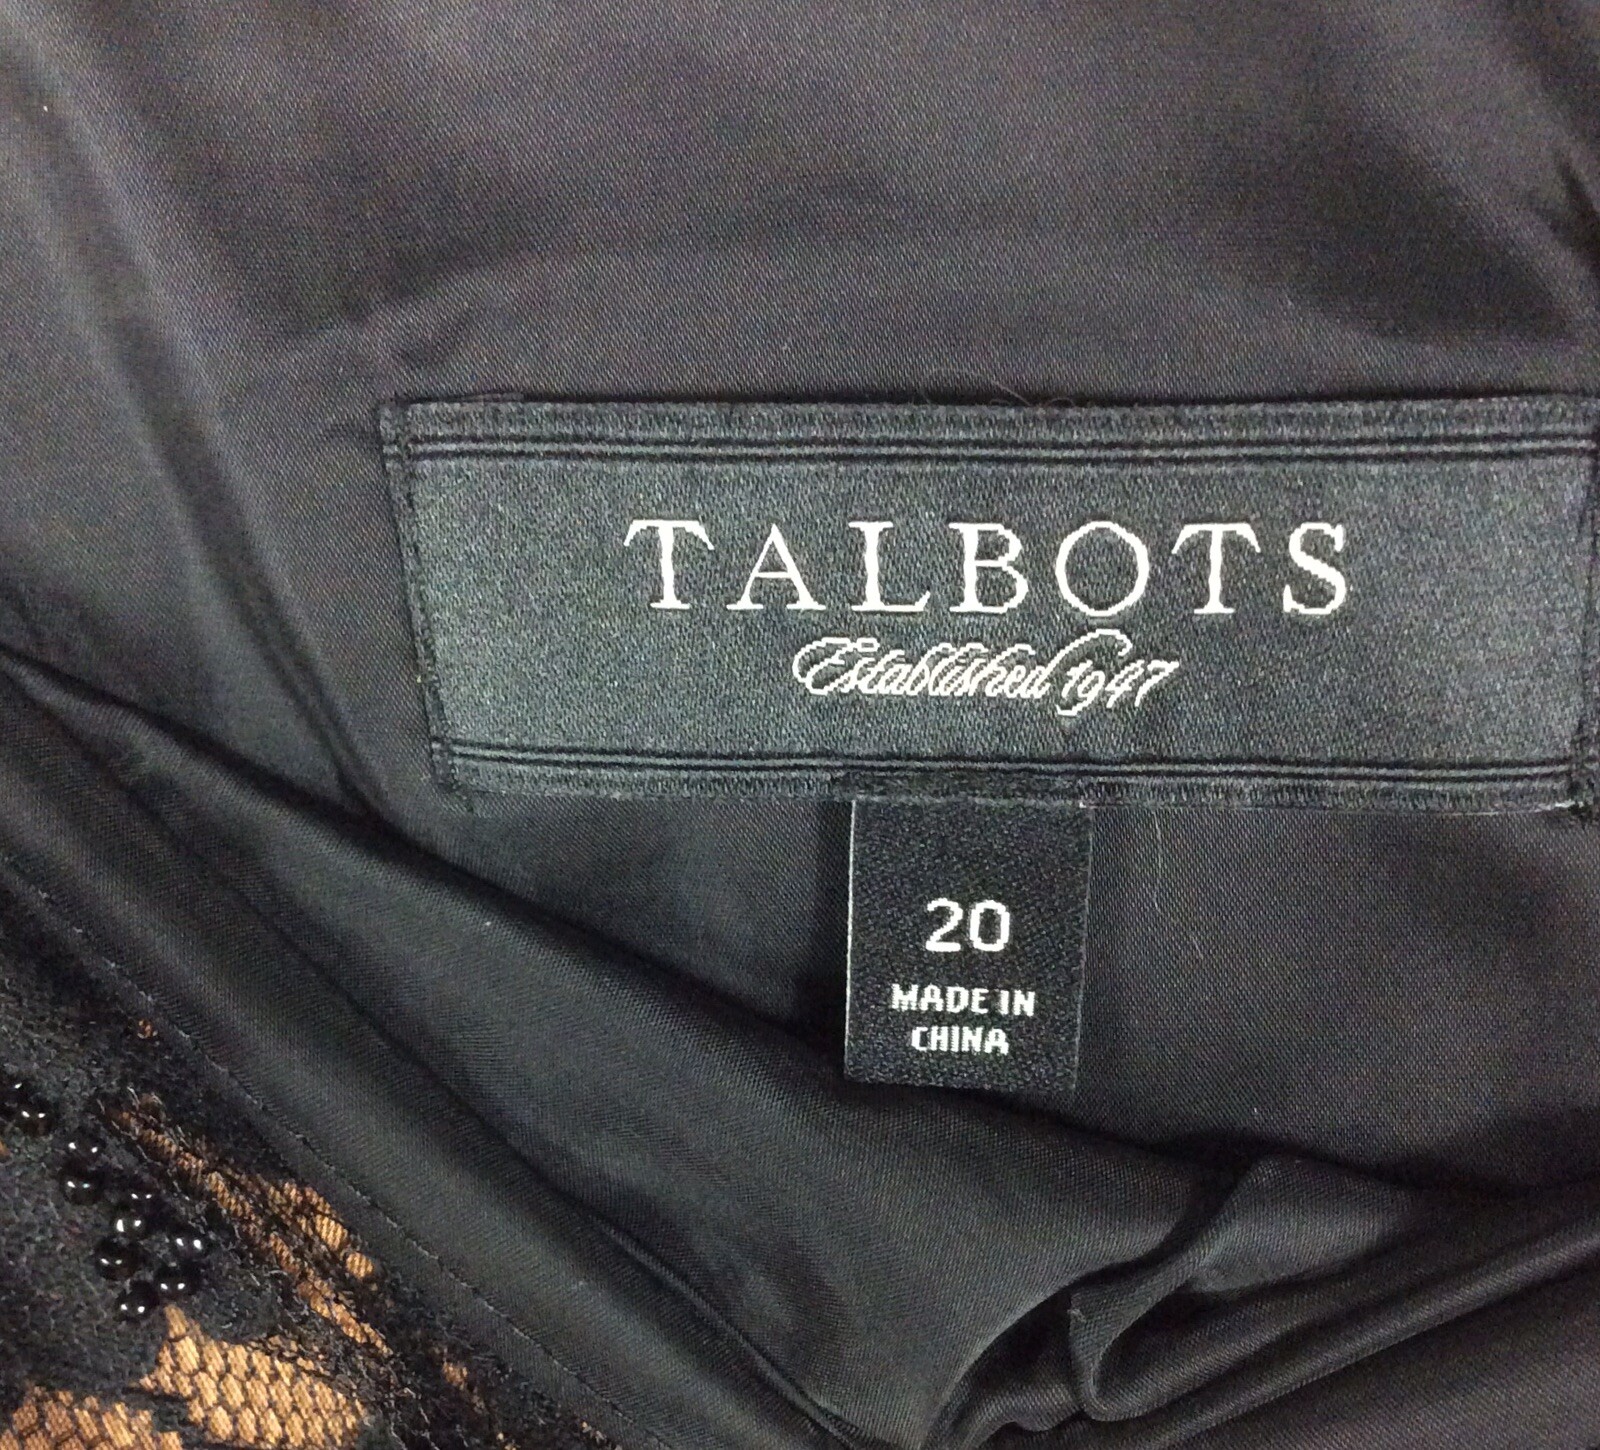 TALBOTS
Established 1947
20
MADE IN
CHINA